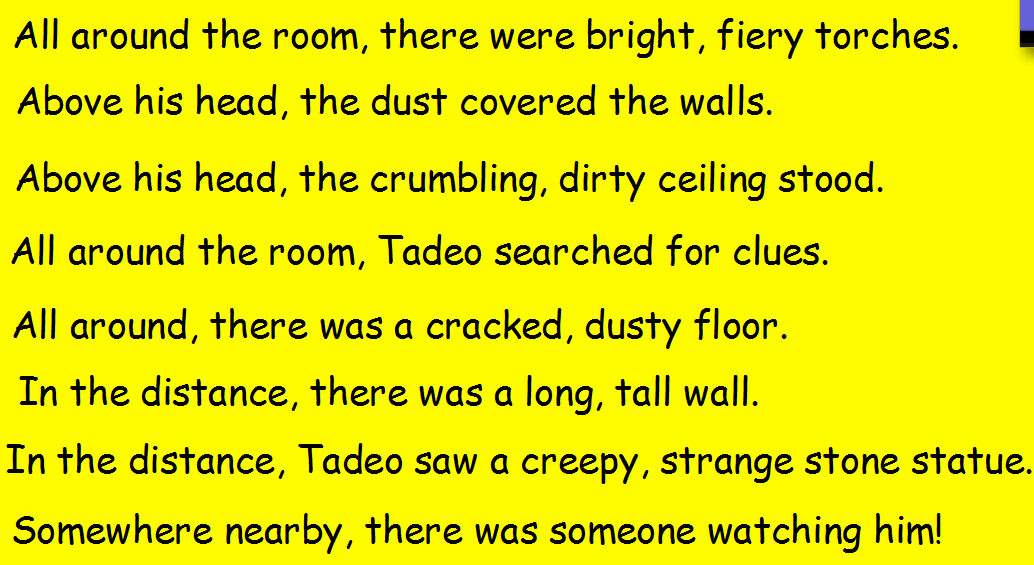 All around the room, there were bright, fiery torches.
Above his head, the dust covered the walls.
Above his head, the crumbling, dirty ceiling stood.
All around the room, Tadeo searched for clues.
All around, there was a cracked, dusty floor.
In the distance, there was a long, tall wall.
In the distance, Tadeo saw a creepy, strange stone statue.
Somewhere nearby, there was someone watching him!